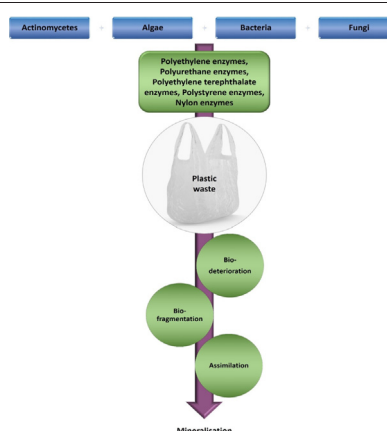 Actinomycetes + Algae + Bacteria + Fungi
Polyethylene enzymes,
Polyurethane enzymes,
Polyethylene terephthalate
enzymes, Polystyrene enzymes,
Nylon enzymes
Plastic
waste
Bio-
deterioration
Bio-
fragmentation
Assimilation
Mineralisation